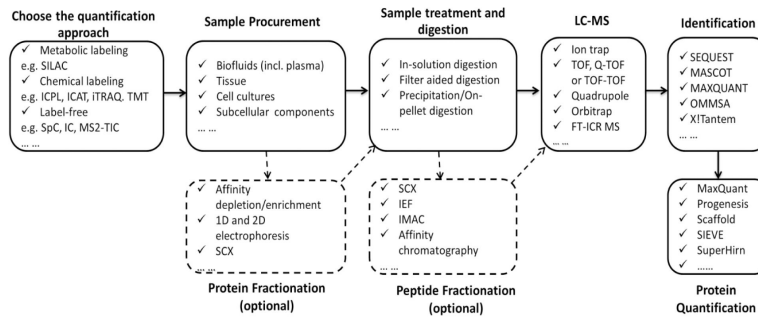 Choose the quantification
approach
✓ Metabolic labeling
e.g. SILAC
✓ Chemical labeling
e.g. ICPL, ICAT, iTRAQ. TMT
✓ Label-free
e.g. SpC, IC, MS2-TIC
... ...
Sample Procurement
✓ Biofluids (incl. plasma)
✓ Tissue
✓ Cell cultures
✓ Subcellular components
... ...
Sample treatment and
digestion
✓ In-solution digestion
✓ Filter aided digestion
✓ Precipitation/On-
pellet digestion
... ...
LC-MS
✓ Ion trap
✓ TOF, Q-TOF
or TOF-TOF
✓ Quadrupole
✓ Orbitrap
✓ FT-ICR MS
... ...
Identification
✓ SEQUEST
✓ MASCOT
✓ MAXQUANT
✓ OMMSA
✓ X!Tantem
... ...
✓ Affinity
depletion/enrichment
✓ 1D and 2D
electrophoresis
✓ SCX
... ...
Protein Fractionation
(optional)
✓ SCX
✓ IEF
✓ IMAC
✓ Affinity
chromatography
... ...
Peptide Fractionation
(optional)
✓ MaxQuant
✓ Progenesis
✓ Scaffold
✓ SIEVE
✓ SuperHirn
✓ ......
Protein
Quantification